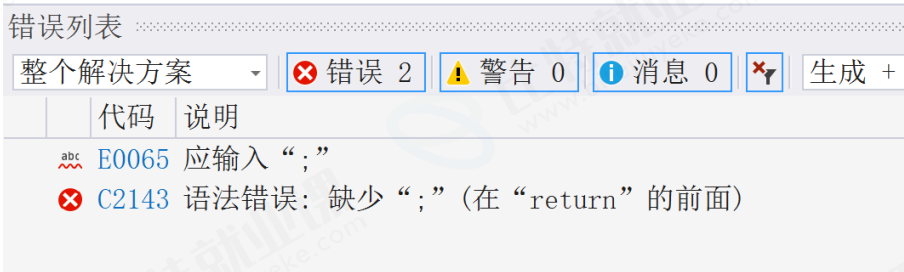 错误列表
整个解决方案 错误 2 警告 0 消息 0 生成 +
代码 说明
abc E0065 应输入“;”
C2143 语法错误: 缺少“;”(在“return”的前面)